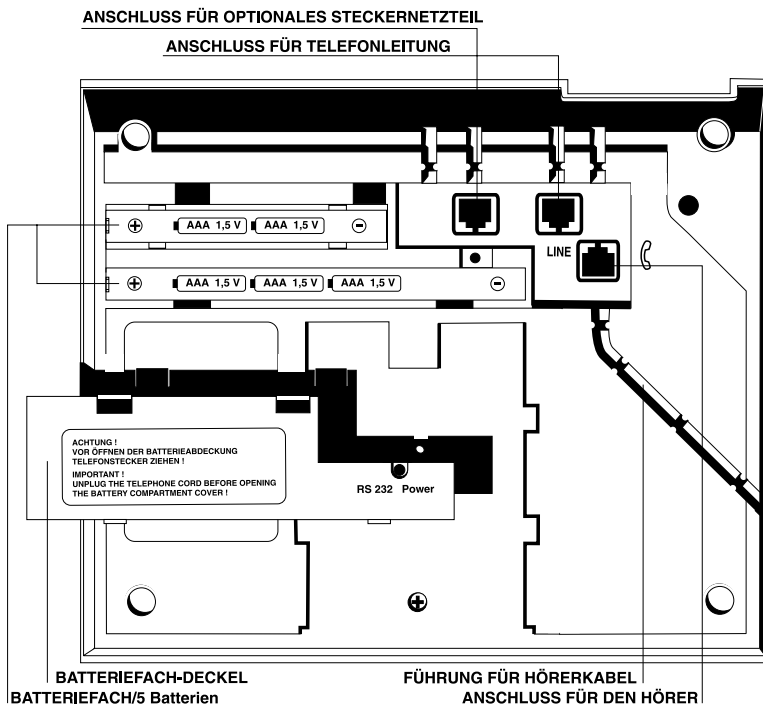 ANSCHLUSS FÜR OPTIONALES STECKERNETZTEIL
ANSCHLUSS FÜR TELEFONLEITUNG
AAA 1,5 V AAA 1,5 V
LINE
AAA 1,5 V AAA 1,5 V AAA 1,5 V
ACHTUNG !
VOR ÖFFNEN DER BATTERIEABDECKUNG
TELEFONSTECKER ZIEHEN !
IMPORTANT !
UNPLUG THE TELEPHONE CORD BEFORE OPENING
THE BATTERY COMPARTMENT COVER !
RS 232 Power
BATTERIEFACH-DECKEL
BATTERIEFACH/5 Batterien
FÜHRUNG FÜR HÖRERKABEL
ANSCHLUSS FÜR DEN HÖRER